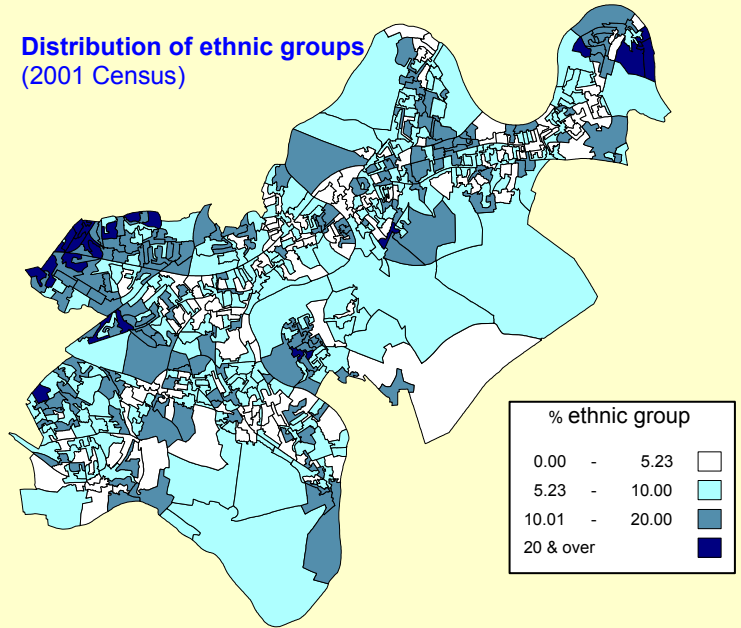 Distribution of ethnic groups
(2001 Census)
% ethnic group
0.00 - 5.23
5.23 - 10.00
10.01 - 20.00
20 & over